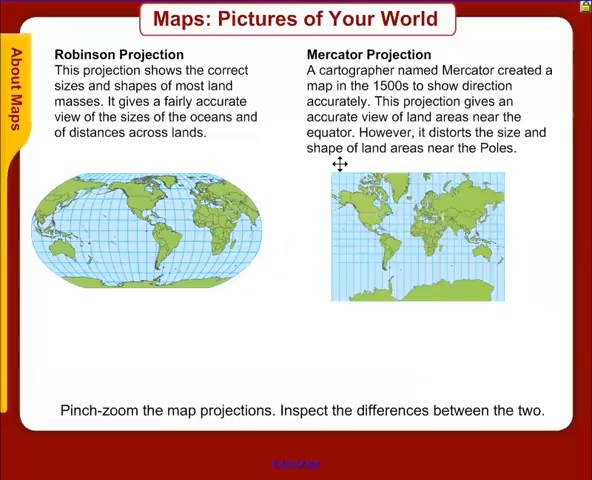 Maps: Pictures of Your World
About Maps
Robinson Projection
This projection shows the correct
sizes and shapes of most land
masses. It gives a fairly accurate
view of the sizes of the oceans and
of distances across lands.
Mercator Projection
A cartographer named Mercator created a
map in the 1500s to show direction
accurately. This projection gives an
accurate view of land areas near the
equator. However, it distorts the size and
shape of land areas near the Poles.
Pinch-zoom the map projections. Inspect the differences between the two.